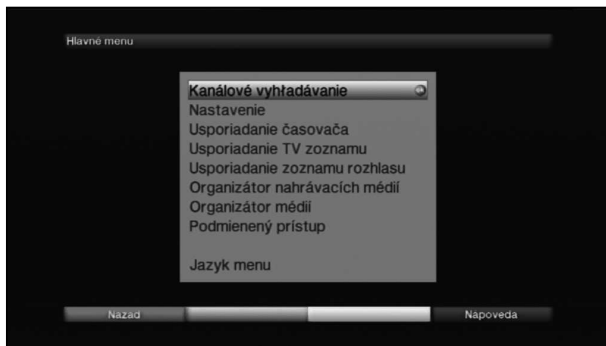 Hlavné menu
Kanálové vyhľadávanie
Nastavenie
Usporiadanie časovača
Usporiadanie TV zoznamu
Usporiadanie zoznamu rozhlasu
Organizátor nahrávacích médií
Organizátor médií
Podmienený prístup
Jazyk menu
Nazad Napoveda